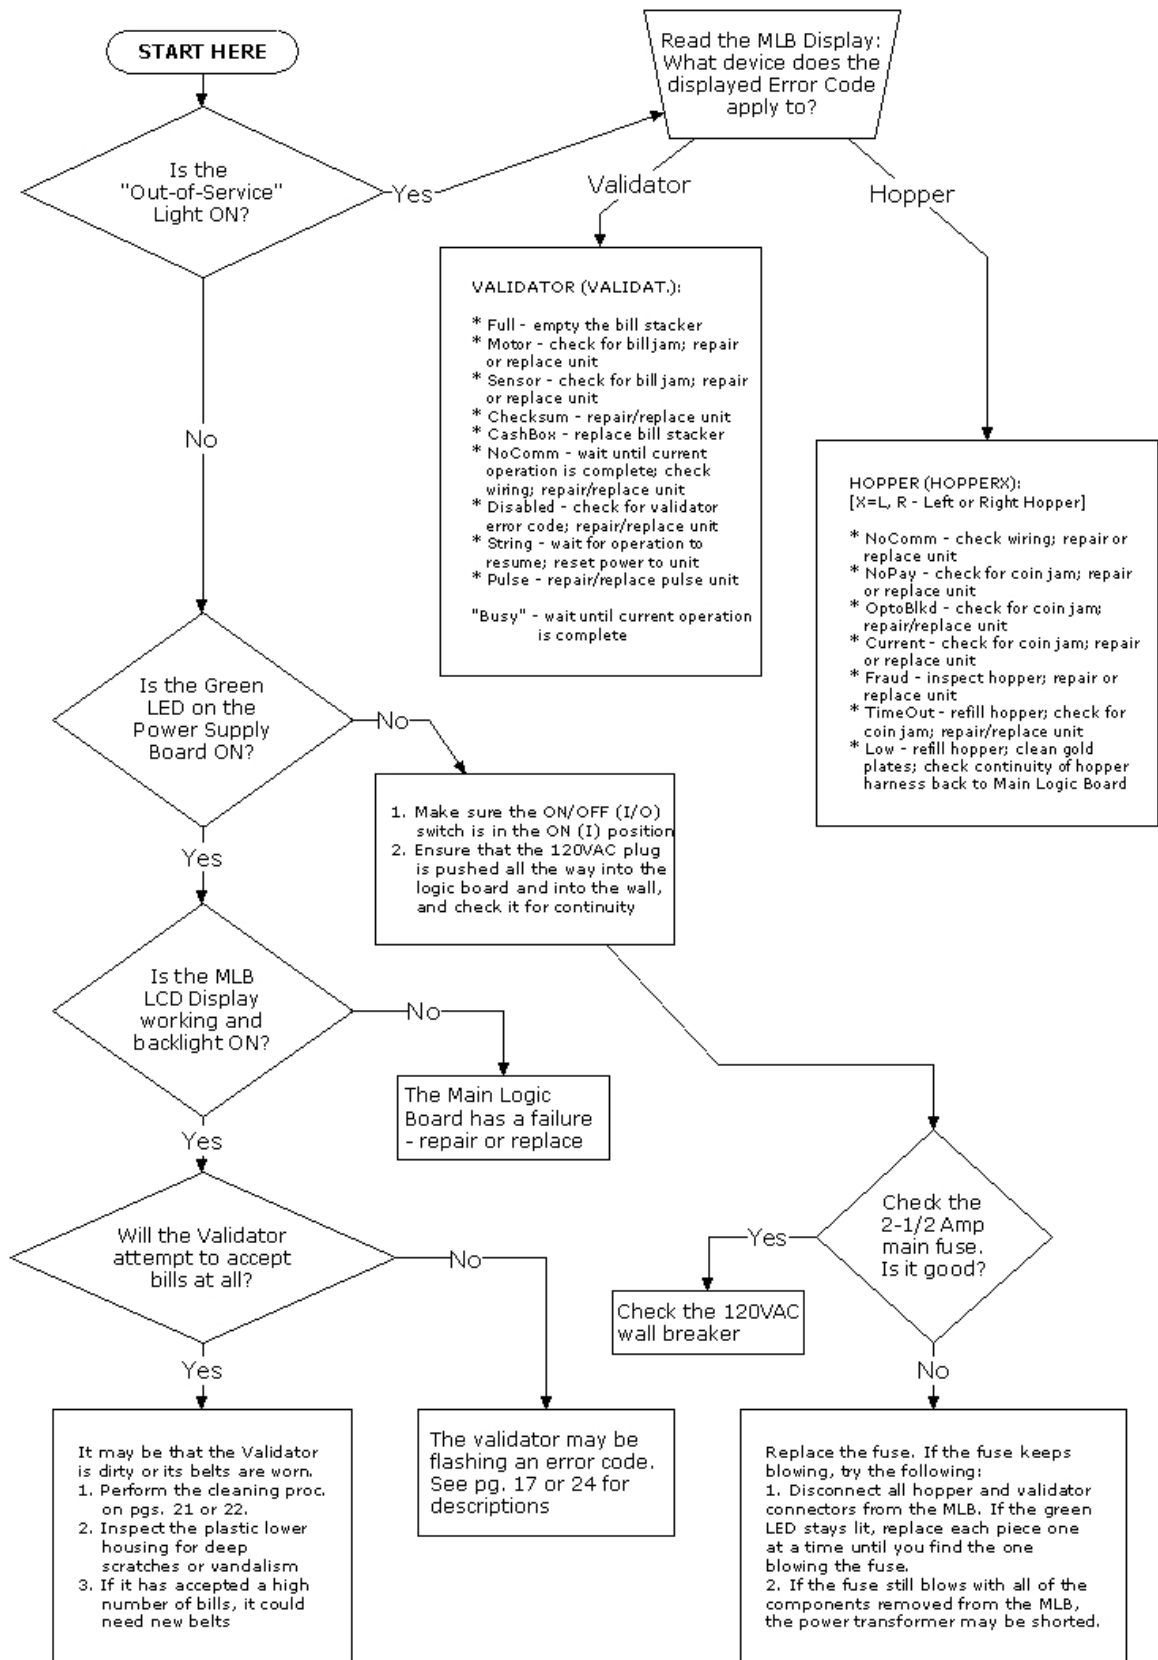 START HERE
Read the MLB Display:
What device does the
displayed Error Code
apply to?
Is the
"Out-of-Service"
Light ON?
Yes
Validator
Hopper
VALIDATOR (VALIDAT.):
* Full - empty the bill stacker
* Motor - check for bill jam; repair
or replace unit
* Sensor - check for bill jam; repair
or replace unit
* Checksum - repair/replace unit
* CashBox - replace bill stacker
* NoComm - wait until current
operation is complete; check
wiring; repair/replace unit
* Disabled - check for validator
error code; repair/replace unit
* String - wait for operation to
resume; reset power to unit
* Pulse - repair/replace pulse unit
"Busy" - wait until current operation
is complete
No
HOPPER (HOPPERX):
[X=L, R - Left or Right Hopper]
* NoComm - check wiring; repair or
replace unit
* NoPay - check for coin jam; repair
or replace unit
* OptoBlkd - check for coin jam;
repair/replace unit
* Current - check for coin jam; repair
or replace unit
* Fraud - inspect hopper; repair or
replace unit
* TimeOut - refill hopper; check for
coin jam; repair/replace unit
* Low - refill hopper; clean gold
plates; check continuity of hopper
harness back to Main Logic Board
Is the Green
LED on the
Power Supply
Board ON?
No
1. Make sure the ON/OFF (I/O)
switch is in the ON (I) position
2. Ensure that the 120VAC plug
is pushed all the way into the
logic board and into the wall,
and check it for continuity
Yes
Is the MLB
LCD Display
working and
backlight ON?
No
The Main Logic
Board has a failure
- repair or replace
Yes
Check the
2-1/2 Amp
main fuse.
Is it good?
Yes
Check the 120VAC
wall breaker
No
Will the Validator
attempt to accept
bills at all?
No
Yes
It may be that the Validator
is dirty or its belts are worn.
1. Perform the cleaning proc.
on pgs. 21 or 22.
2. Inspect the plastic lower
housing for deep
scratches or vandalism
3. If it has accepted a high
number of bills, it could
need new belts
The validator may be
flashing an error code.
See pg. 17 or 24 for
descriptions
Replace the fuse. If the fuse keeps
blowing, try the following:
1. Disconnect all hopper and validator
connectors from the MLB. If the green
LED stays lit, replace each piece one
at a time until you find the one
blowing the fuse.
2. If the fuse still blows with all of the
components removed from the MLB,
the power transformer may be shorted.